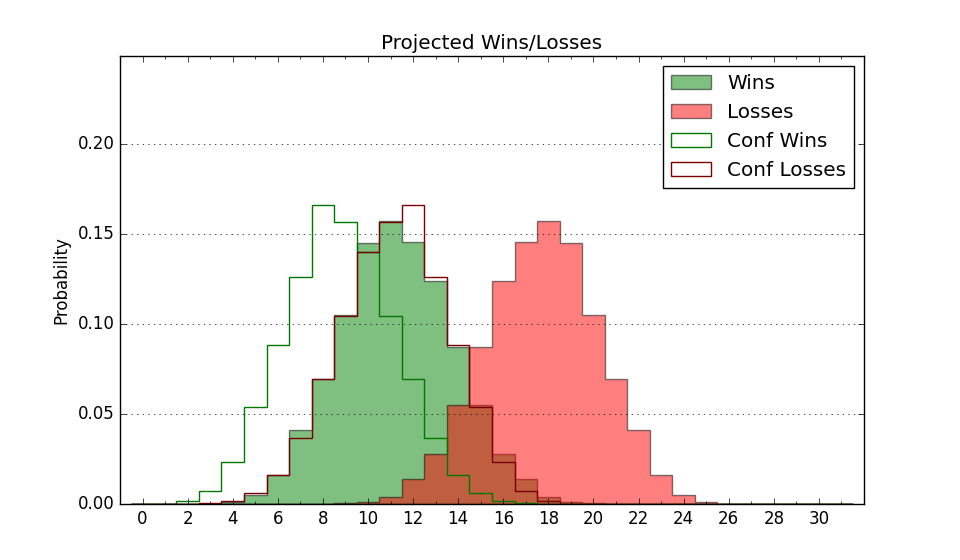 Projected Wins/Losses
Wins
Losses
Conf Wins
Conf Losses
Probability
0.20
0.15
0.10
0.05
0.00
0 2 4 6 8 10 12 14 16 18 20 22 24 26 28 30